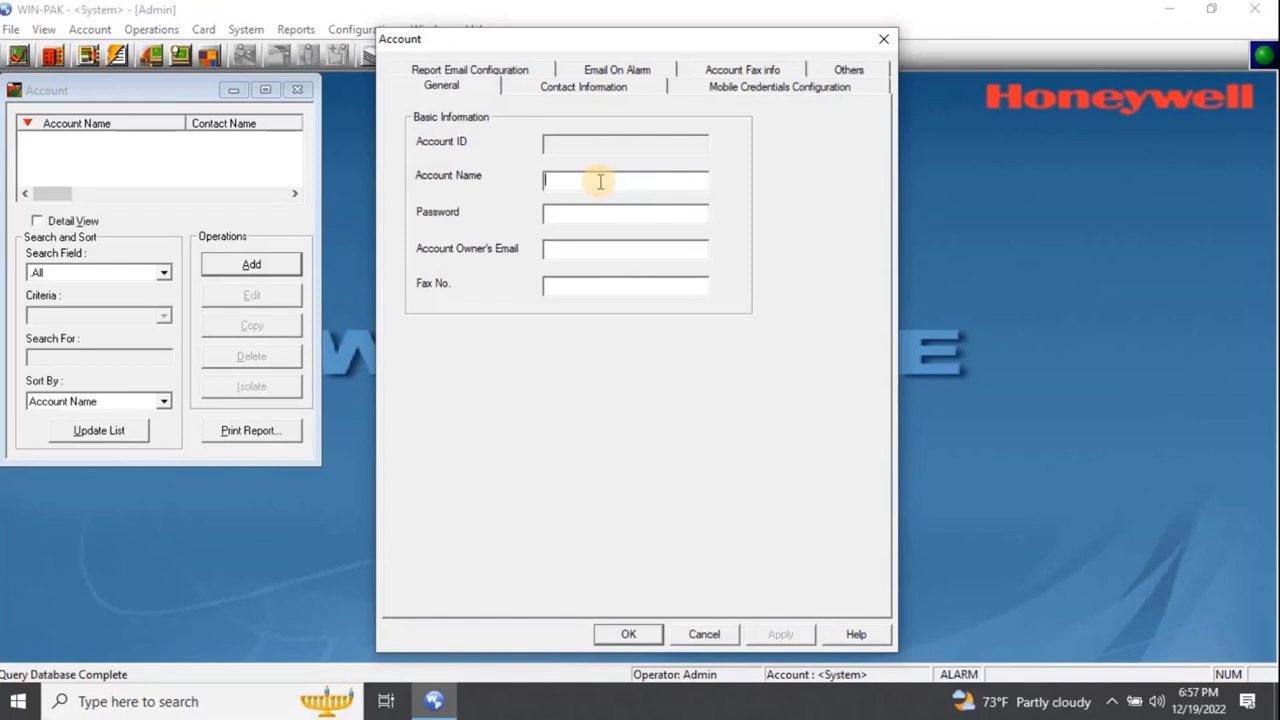 WIN-PAK - <System> - [Admin]
File View Account Operations Card System Reports
Account
Account Name Contact Name
Detail View
Search and Sort
Search Field :
.All
Criteria :
Search For :
Sort By :
Account Name
Update List
Operations
Add
Edit
Copy
Delete
Isolate
Print Report...
Account
Report Email Configuration Email On Alarm Account Fax info Others
General Contact Information Mobile Credentials Configuration
Basic Information
Account ID
Account Name
Password
Account Owner's Email
Fax No.
OK Cancel Apply Help
Honeywell
Query Database Complete Operator: Admin Account : <System> ALARM NUM
Type here to search
73°F Partly cloudy
6:57 PM
12/19/2022